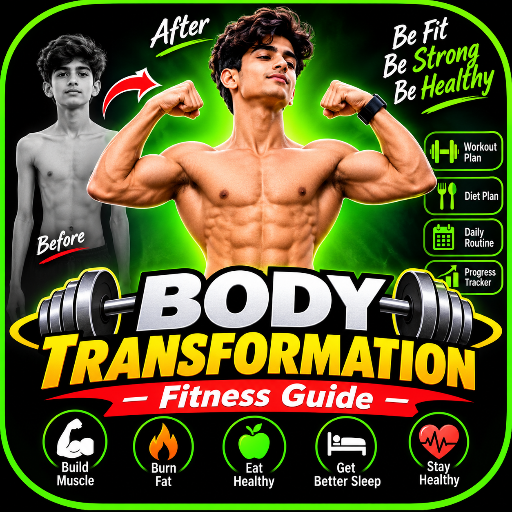 After
Be Fit
Be Strong
Be Healthy
Workout
Plan
Diet Plan
Daily
Routine
Progress
Tracker
Before
BODY
TRANSFORMATION
– Fitness Guide –
Build
Muscle
Burn
Fat
Eat
Healthy
Get
Better Sleep
Stay
Healthy